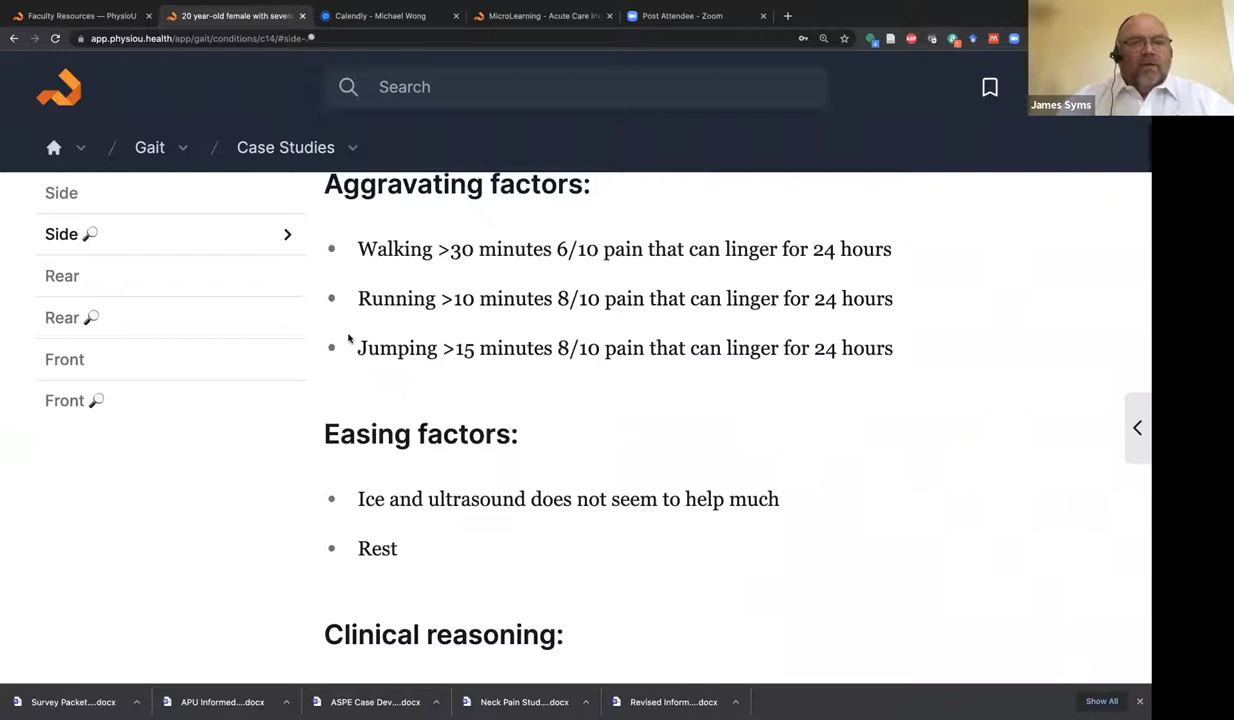 Faculty Resources — PhysioU
20 year-old female with sever
Calendly - Michael Wong
MicroLearning - Acute Care In
Post Attendee - Zoom
app.physiou.health/app/gait/conditions/c14/#side-
Search
James Syms
/ Gait / Case Studies
Side
Side
Rear
Rear
Front
Front
Aggravating factors:
• Walking >30 minutes 6/10 pain that can linger for 24 hours
• Running >10 minutes 8/10 pain that can linger for 24 hours
• Jumping >15 minutes 8/10 pain that can linger for 24 hours
Easing factors:
• Ice and ultrasound does not seem to help much
• Rest
Clinical reasoning:
Survey Packet....docx
APU Informed....docx
ASPE Case Dev....docx
Neck Pain Stud....docx
Revised Inform....docx
Show All